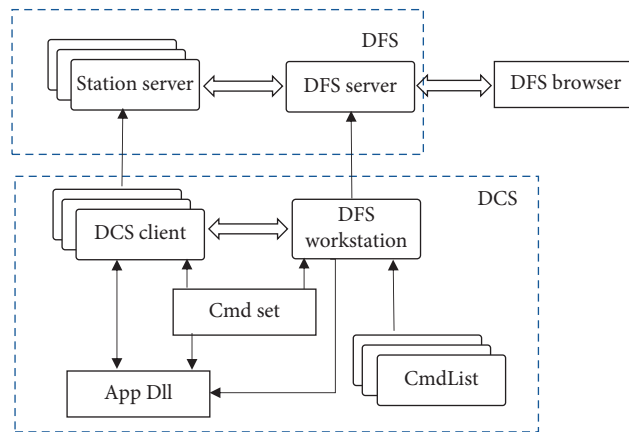 DFS
Station server
DFS server
DFS browser
DCS
DCS client
DFS
workstation
Cmd set
App Dll
CmdList